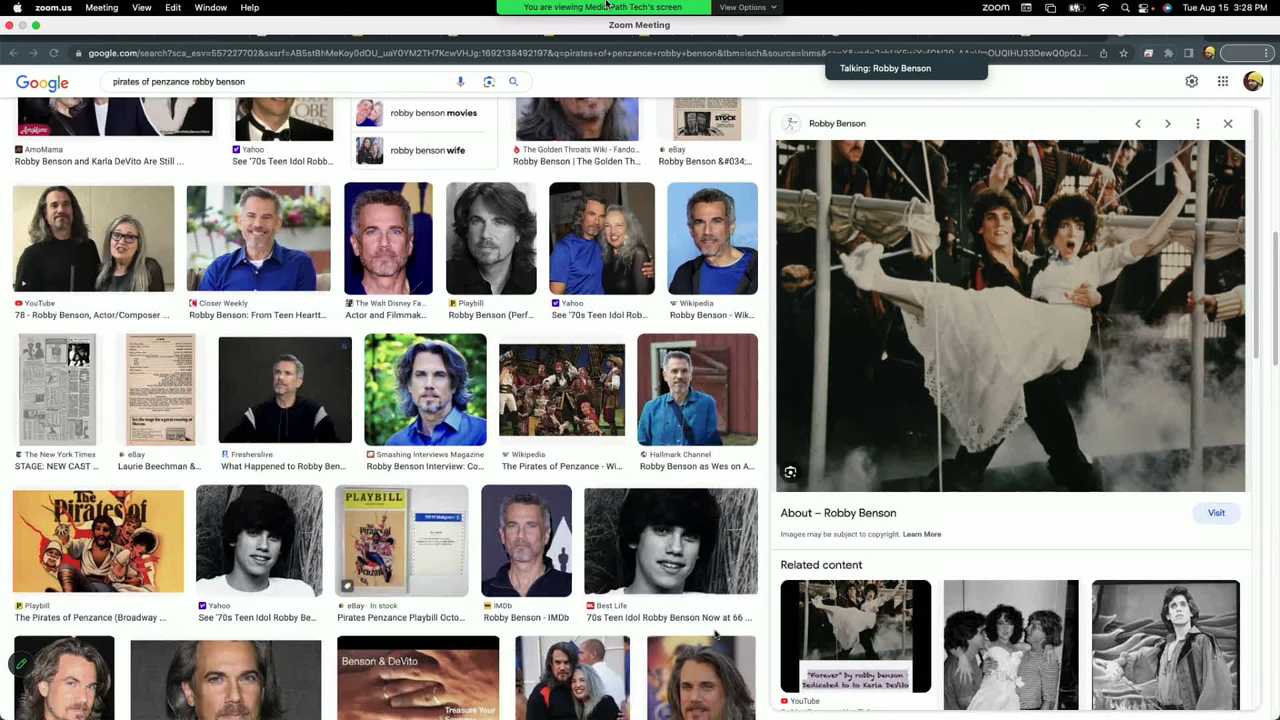 zoom.us Meeting View Edit Window Help
You are viewing MediaPath Tech's screen
View Options
zoom
Tue Aug 15 3:28 PM
Zoom Meeting
Talking: Robby Benson
Google
pirates of penzance robby benson
AmoMama
Robby Benson and Karla DeVito Are Still ...
Yahoo
See '70s Teen Idol Robb...
robby benson movies
robby benson wife
The Golden Throats Wiki - Fando...
Robby Benson | The Golden Th...
eBay
Robby Benson &#034;...
YouTube
78 - Robby Benson, Actor/Composer ...
Closer Weekly
Robby Benson: From Teen Heartt...
The Walt Disney Fa...
Actor and Filmmak...
Playbill
Robby Benson (Perf...
Yahoo
See '70s Teen Idol Rob...
Wikipedia
Robby Benson - Wik...
The New York Times
STAGE: NEW CAST ...
eBay
Laurie Beechman &...
Fresherslive
What Happened to Robby Ben...
Smashing Interviews Magazine
Robby Benson Interview: Co...
Wikipedia
The Pirates of Penzance - Wi...
Hallmark Channel
Robby Benson as Wes on A...
The
Pirates of
PLAYBILL
Playbill
The Pirates of Penzance (Broadway ...
Yahoo
See '70s Teen Idol Robby Be...
eBay · In stock
Pirates Penzance Playbill Octo...
IMDb
Robby Benson - IMDb
Best Life
70s Teen Idol Robby Benson Now at 66 ...
Benson & DeVito
Treasure Your
Robby Benson
About – Robby Benson
Visit
Images may be subject to copyright. Learn More
Related content
"Forever" by robby benson
Dedicated to to Karla DeVito
YouTube